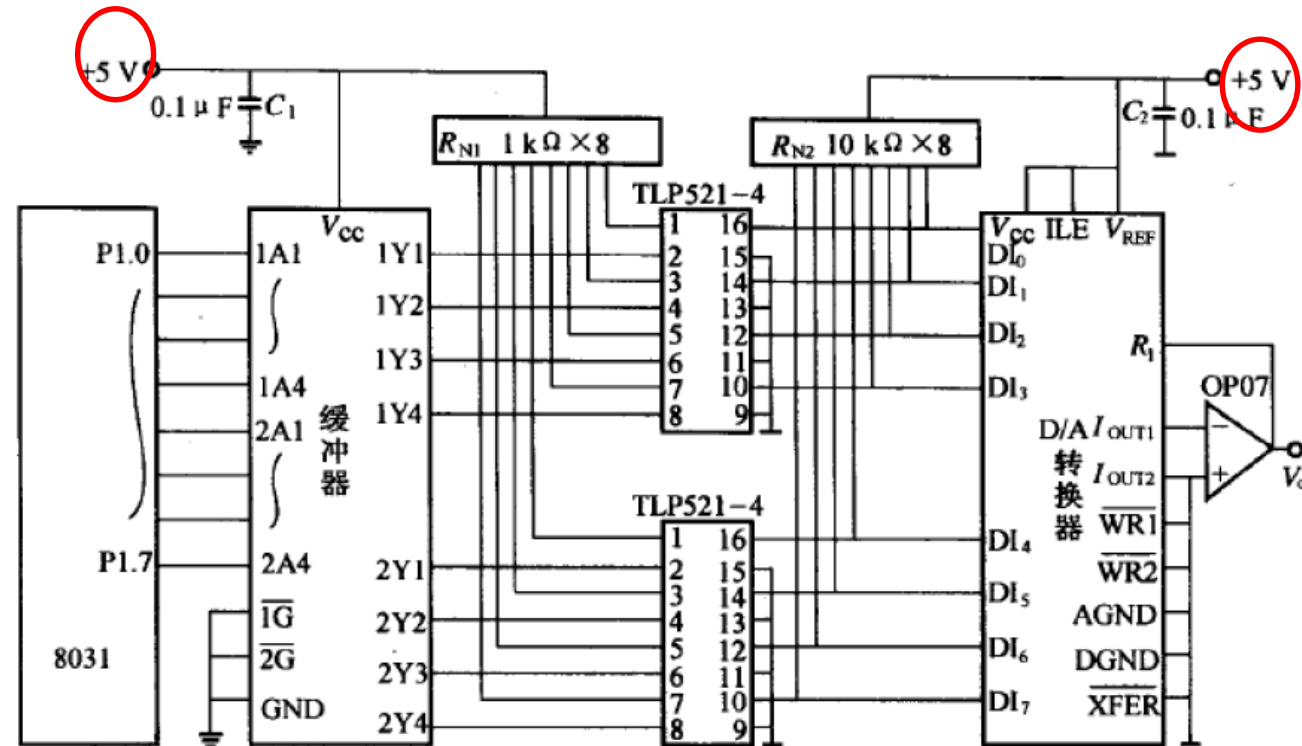 +5 V
+5 V
0.1 μ F C1
C2 0.1 μ F
RN1 1 kΩ ×8
RN2 10 kΩ ×8
TLP521-4
1 16
2 15
3 14
4 13
5 12
6 11
7 10
8 9
TLP521-4
1 16
2 15
3 14
4 13
5 12
6 11
7 10
8 9
P1.0
P1.7
8031
VCC
1A1
1A4
2A1
2A4
1G
2G
GND
缓冲器
1Y1
1Y2
1Y3
1Y4
2Y1
2Y2
2Y3
2Y4
VCC ILE VREF
DI0
DI1
DI2
DI3
DI4
DI5
DI6
DI7
R1
D/A
转换器
IOUT1
IOUT2
WR1
WR2
AGND
DGND
XFER
OP07
−
+